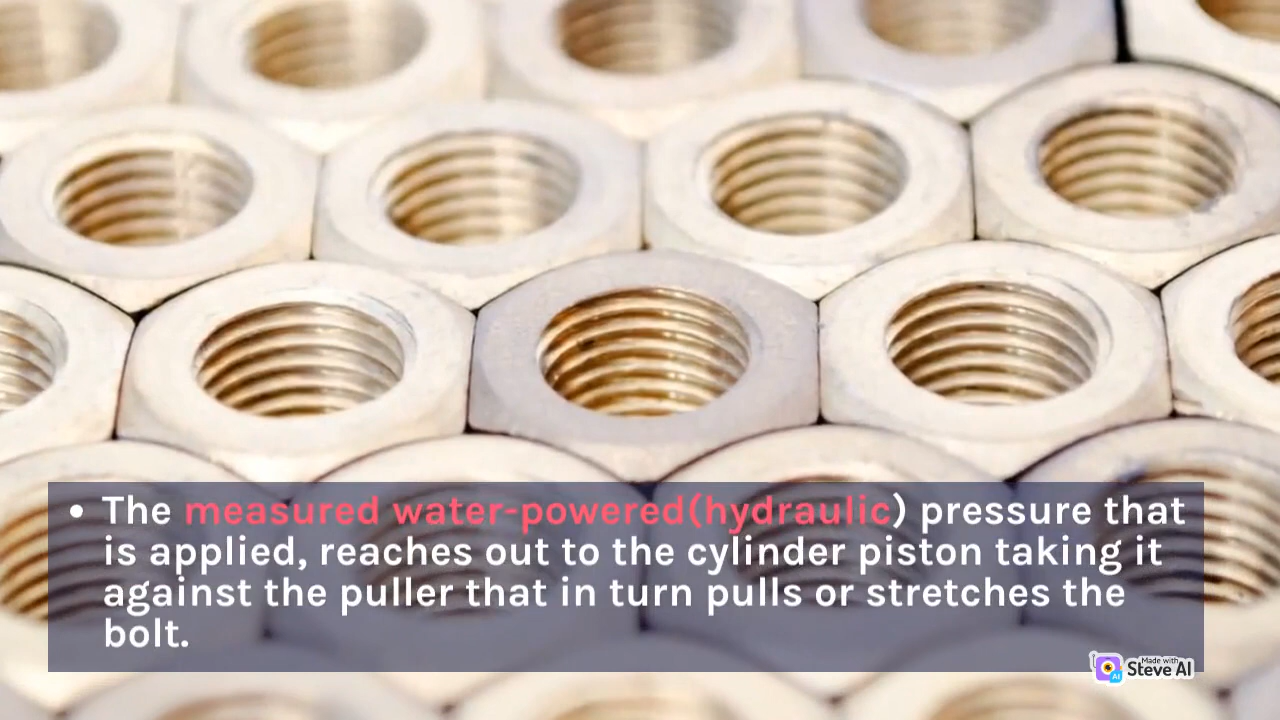 • The measured water-powered(hydraulic) pressure that
is applied, reaches out to the cylinder piston taking it
against the puller that in turn pulls or stretches the
bolt.
Made with
Steve AI
AI